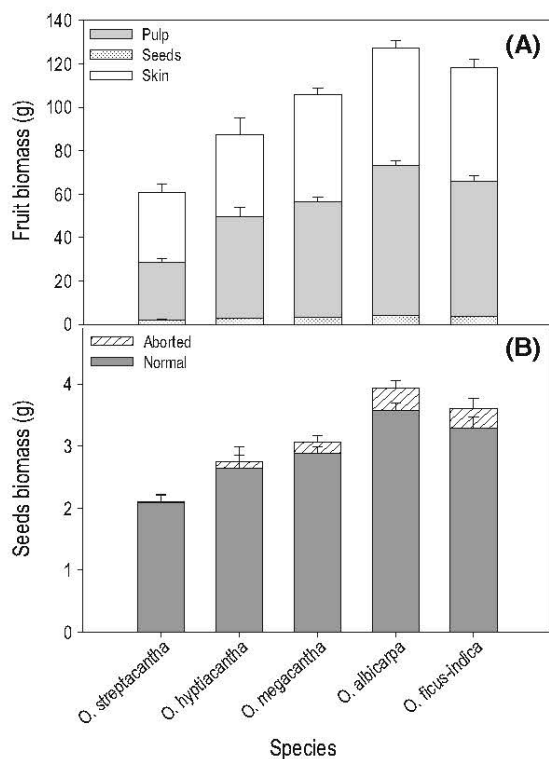 140
120
100
80
60
40
20
0
Fruit biomass (g)
Pulp
Seeds
Skin
(A)
4
3
2
1
0
Seeds biomass (g)
Aborted
Normal
(B)
O. streptacantha
O. hyptiacantha
O. megacantha
O. albicarpa
O. ficus-indica
Species